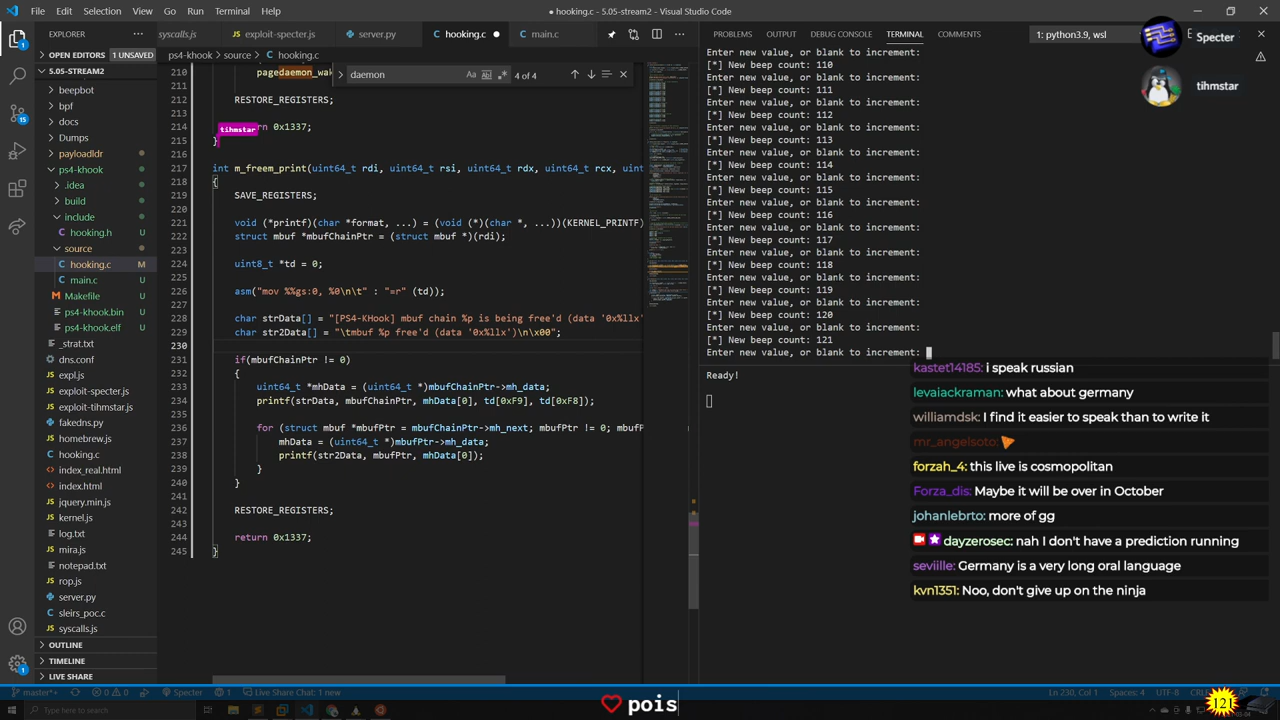 File Edit Selection View Go Run Terminal Help
● hooking.c - 5.05-stream2 - Visual Studio Code
EXPLORER
OPEN EDITORS 1 UNSAVED
5.05-STREAM2
beepbot
bpf
docs
Dumps
payloadldr
ps4-khook
.idea
build
include
hooking.h U
source
hooking.c M
main.c U
Makefile U
ps4-khook.bin U
ps4-khook.elf U
_strat.txt
dns.conf
expl.js
exploit-specter.js
exploit-tihmstar.js
fakedns.py
homebrew.js
hooking.c
index_real.html
index.html
jquery.min.js
kernel.js
log.txt
mira.js
notepad.txt
rop.js
server.py
sleirs_poc.c
syscalls.js
OUTLINE
TIMELINE
LINE RUNNER
syscalls.js exploit-specter.js server.py hooking.c ● main.c
ps4-khook > source > hooking.c
daemon Aa 4 of 4
210 pagedaemon_wak
211
212 RESTORE_REGISTERS;
213
214 rn 0x1337;
tihmstar
215 }
216
217 int m_freem_print(uint64_t rdi, uint64_t rsi, uint64_t rdx, uint64_t rcx, uint
218 {
219 SAVE_REGISTERS;
220
221 void (*printf)(char *format, ...) = (void (*)(char *, ...))(KERNEL_PRINTF)
222 struct mbuf *mbufChainPtr = (struct mbuf *)(rdi);
223
224 uint8_t *td = 0;
225
226 asm("mov %%gs:0, %0\n\t" : "=r" (td));
227
228 char strData[] = "[PS4-KHook] mbuf chain %p is being free'd (data '0x%llx'
229 char str2Data[] = "\tmbuf %p free'd (data '0x%llx')\n\x00";
230
231 if(mbufChainPtr != 0)
232 {
233 uint64_t *mhData = (uint64_t *)mbufChainPtr->mh_data;
234 printf(strData, mbufChainPtr, mhData[0], td[0xF9], td[0xF8]);
235
236 for (struct mbuf *mbufPtr = mbufChainPtr->mh_next; mbufPtr != 0; mbufP
237 mhData = (uint64_t *)mbufPtr->mh_data;
238 printf(str2Data, mbufPtr, mhData[0]);
239 }
240 }
241
242 RESTORE_REGISTERS;
243
244 return 0x1337;
245 }
PROBLEMS OUTPUT DEBUG CONSOLE TERMINAL COMMENTS 1: python3.9, wsl
Enter new value, or blank to increment:
[*] New beep count: 110
Enter new value, or blank to increment:
[*] New beep count: 111
Enter new value, or blank to increment:
[*] New beep count: 112
Enter new value, or blank to increment:
[*] New beep count: 113
Enter new value, or blank to increment:
[*] New beep count: 114
Enter new value, or blank to increment:
[*] New beep count: 115
Enter new value, or blank to increment:
[*] New beep count: 116
Enter new value, or blank to increment:
[*] New beep count: 117
Enter new value, or blank to increment:
[*] New beep count: 118
Enter new value, or blank to increment:
[*] New beep count: 119
Enter new value, or blank to increment:
[*] New beep count: 120
Enter new value, or blank to increment:
[*] New beep count: 121
Enter new value, or blank to increment:
Ready!
Specter
tihmstar
kastet14185: i speak russian
levaiackraman: what about germany
williamdsk: I find it easier to speak than to write it
mr_angelsoto:
forzah_4: this live is cosmopolitan
Forza_dis: Maybe it will be over in October
johanlebrto: more of gg
dayzerosec: nah I don't have a prediction running
seviille: Germany is a very long oral language
kvn1351: Noo, don't give up on the ninja
master*+ 0 0 Specter 1 Live Share Chat: 1 new
Ln 230, Col 1 Spaces: 4 UTF-8
Type here to search
pois
121